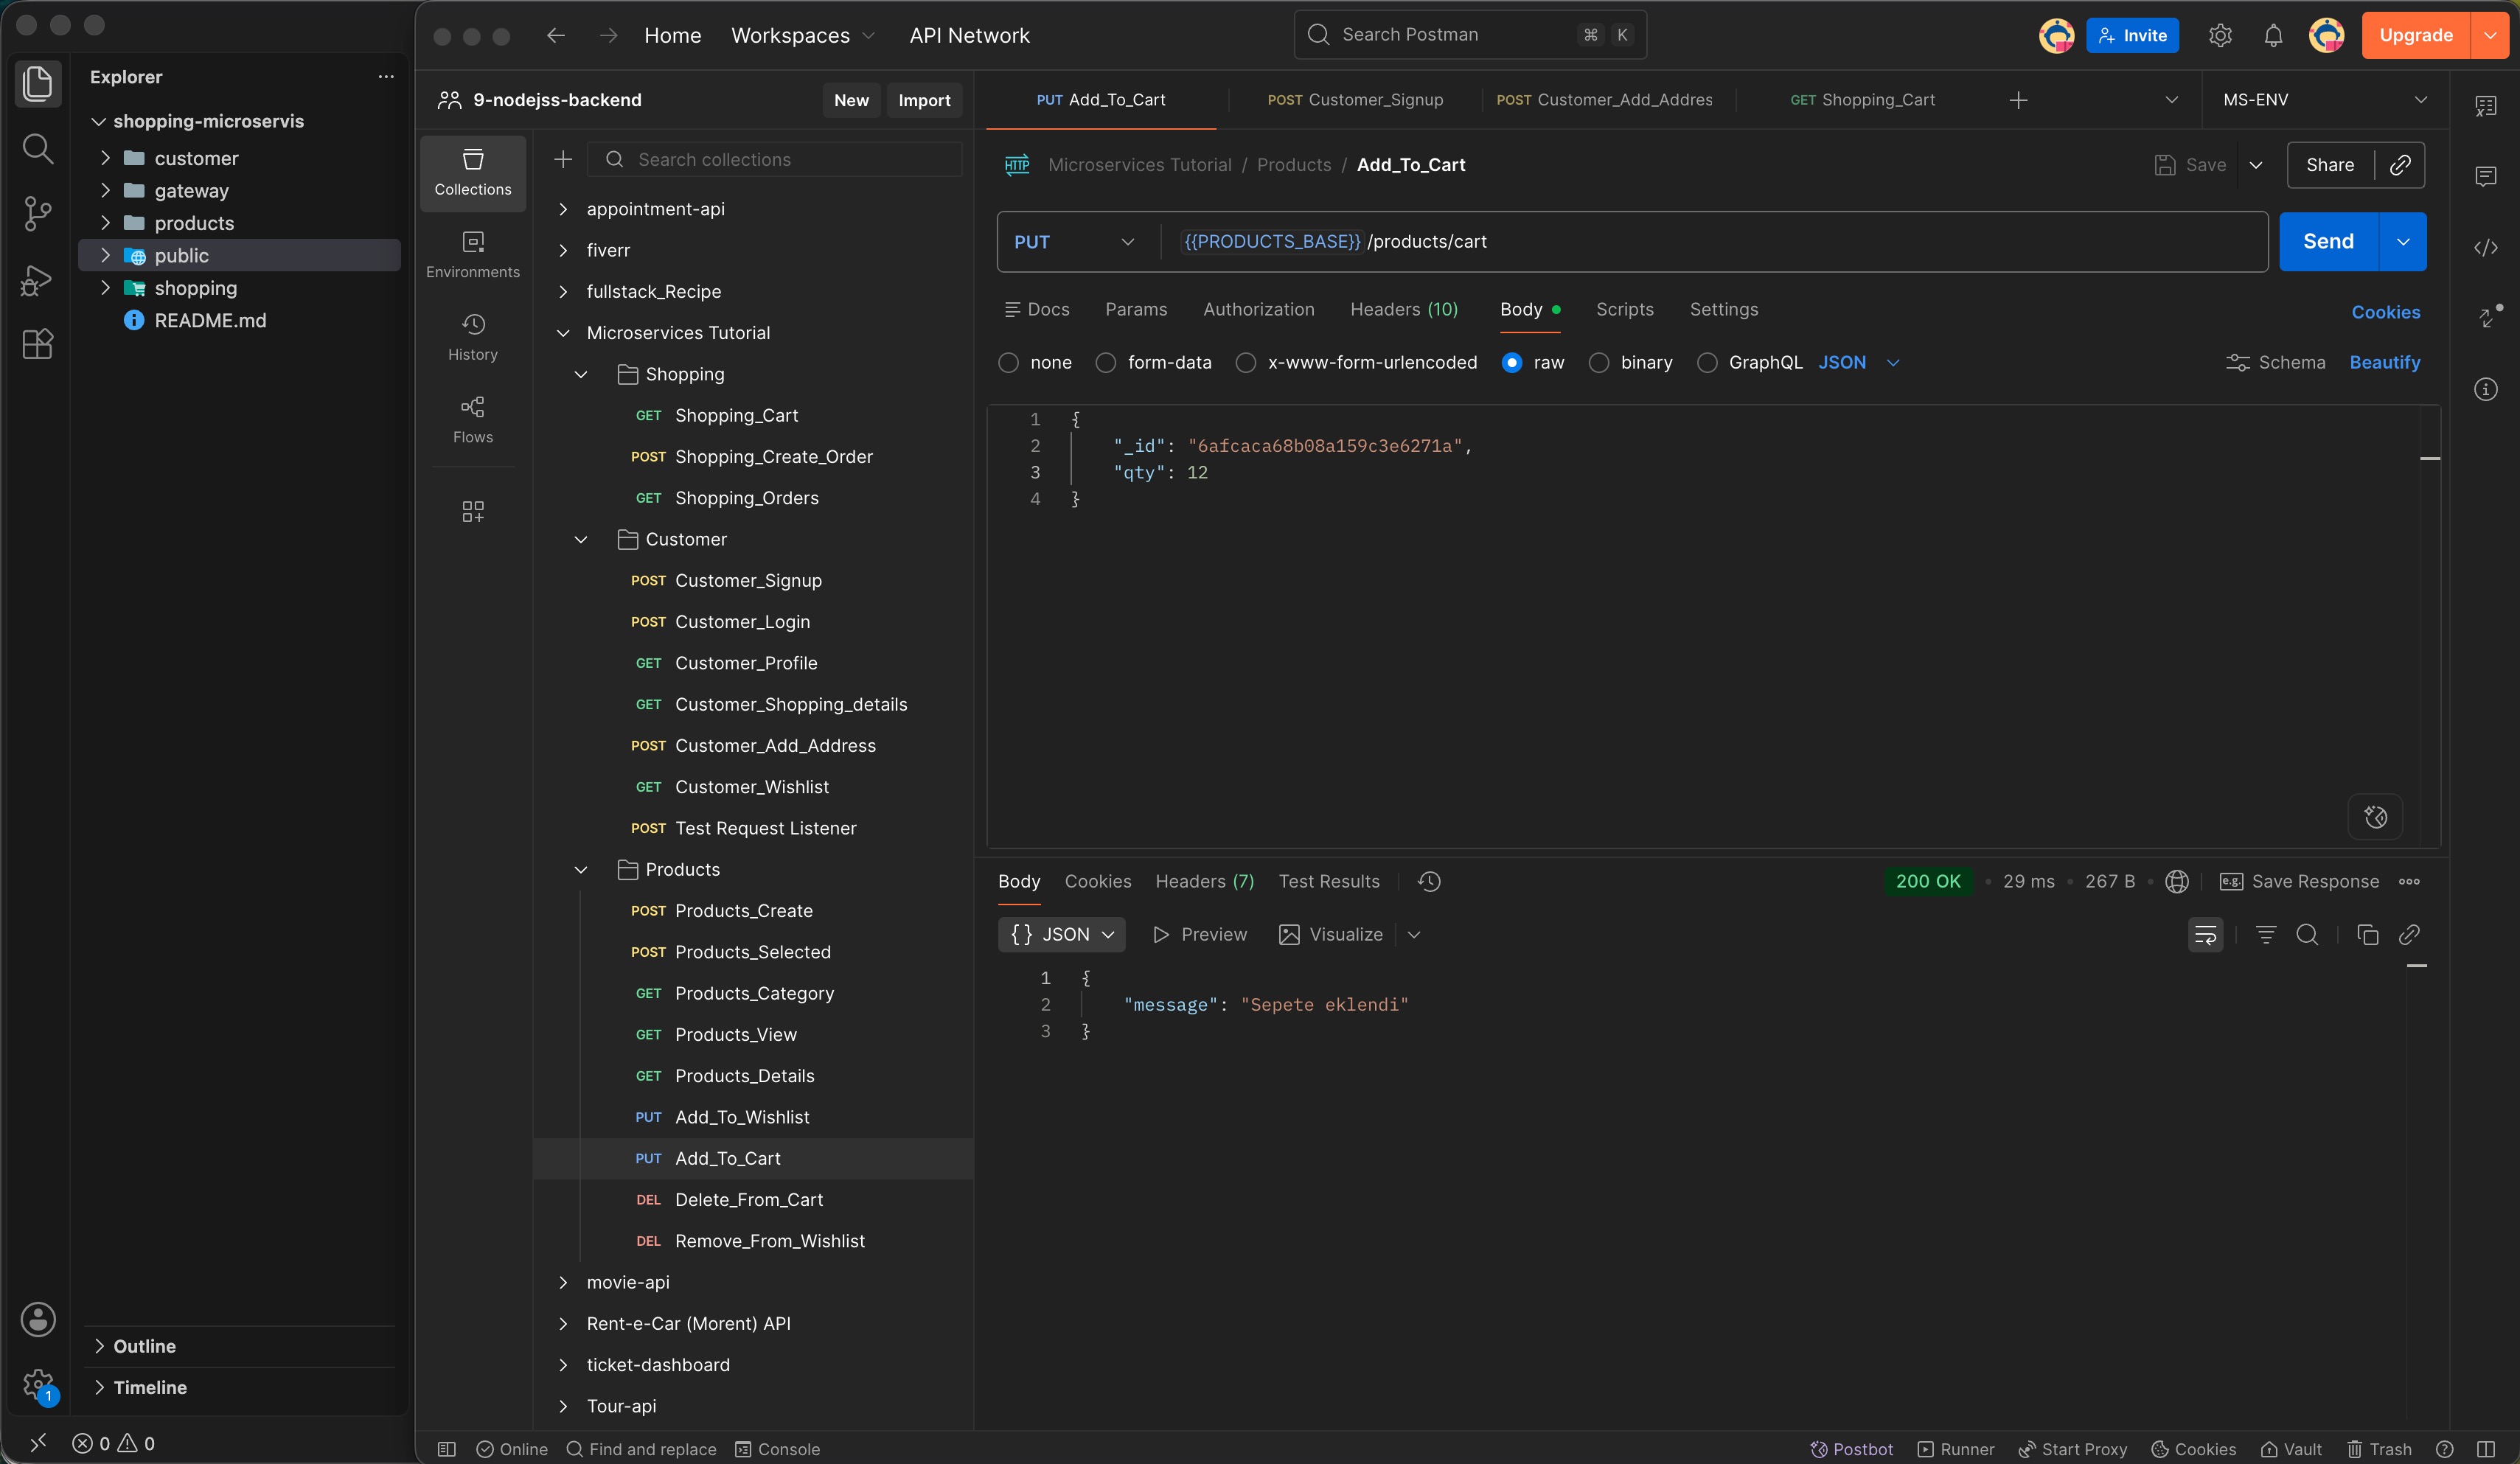 Explorer
shopping-microservis
customer
gateway
products
public
shopping
README.md
Outline
Timeline
1
0
0
Home
Workspaces
API Network
Search Postman
⌘ K
Invite
Upgrade
9-nodejss-backend
New
Import
PUT Add_To_Cart
POST Customer_Signup
POST Customer_Add_Addres
GET Shopping_Cart
MS-ENV
Collections
Environments
History
Flows
Search collections
appointment-api
fiverr
fullstack_Recipe
Microservices Tutorial
Shopping
GET Shopping_Cart
POST Shopping_Create_Order
GET Shopping_Orders
Customer
POST Customer_Signup
POST Customer_Login
GET Customer_Profile
GET Customer_Shopping_details
POST Customer_Add_Address
GET Customer_Wishlist
POST Test Request Listener
Products
POST Products_Create
POST Products_Selected
GET Products_Category
GET Products_View
GET Products_Details
PUT Add_To_Wishlist
PUT Add_To_Cart
DEL Delete_From_Cart
DEL Remove_From_Wishlist
movie-api
Rent-e-Car (Morent) API
ticket-dashboard
Tour-api
HTTP Microservices Tutorial / Products / Add_To_Cart
Save
Share
PUT
{{PRODUCTS_BASE}} /products/cart
Send
Docs
Params
Authorization
Headers (10)
Body
Scripts
Settings
Cookies
none
form-data
x-www-form-urlencoded
raw
binary
GraphQL
JSON
Schema
Beautify
1 {
2 "_id": "6afcaca68b08a159c3e6271a",
3 "qty": 12
4 }
Body
Cookies
Headers (7)
Test Results
200 OK
29 ms
267 B
e.g. Save Response
{} JSON
Preview
Visualize
1 {
2 "message": "Sepete eklendi"
3 }
Online
Find and replace
Console
Postbot
Runner
Start Proxy
Cookies
Vault
Trash